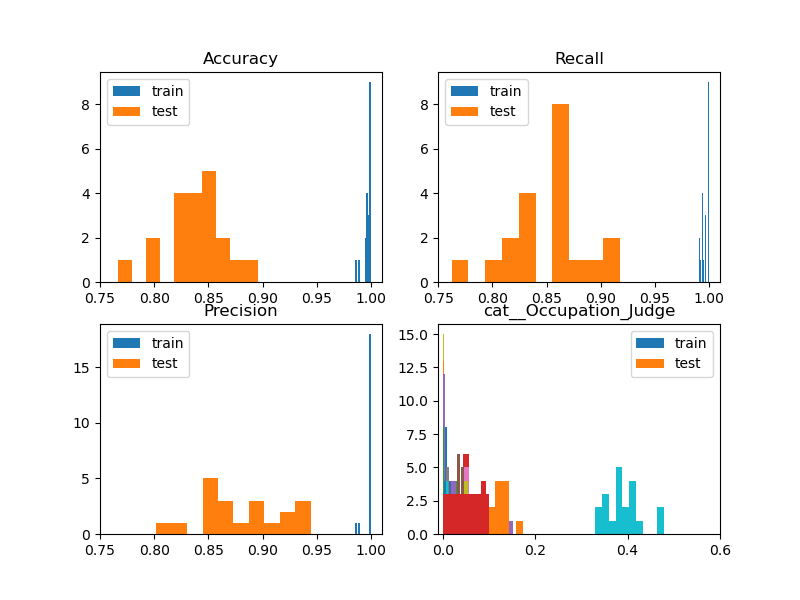 Accuracy
Recall
8
6
4
2
0
train
test
0.75 0.80 0.85 0.90 0.95 1.00
8
6
4
2
0
train
test
0.75 0.80 0.85 0.90 0.95 1.00
Precision
cat__Occupation_Judge
15
10
5
0
train
test
0.75 0.80 0.85 0.90 0.95 1.00
15.0
12.5
10.0
7.5
5.0
2.5
0.0
train
test
0.0 0.2 0.4 0.6